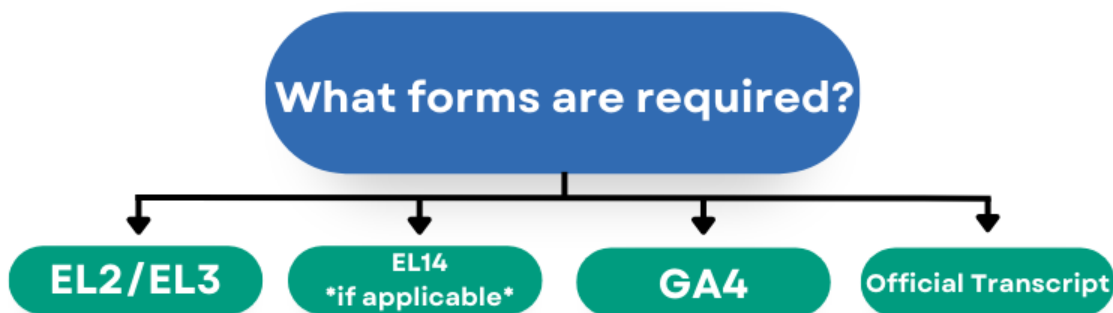 What forms are required?
EL2/EL3
EL14
*if applicable*
GA4
Official Transcript